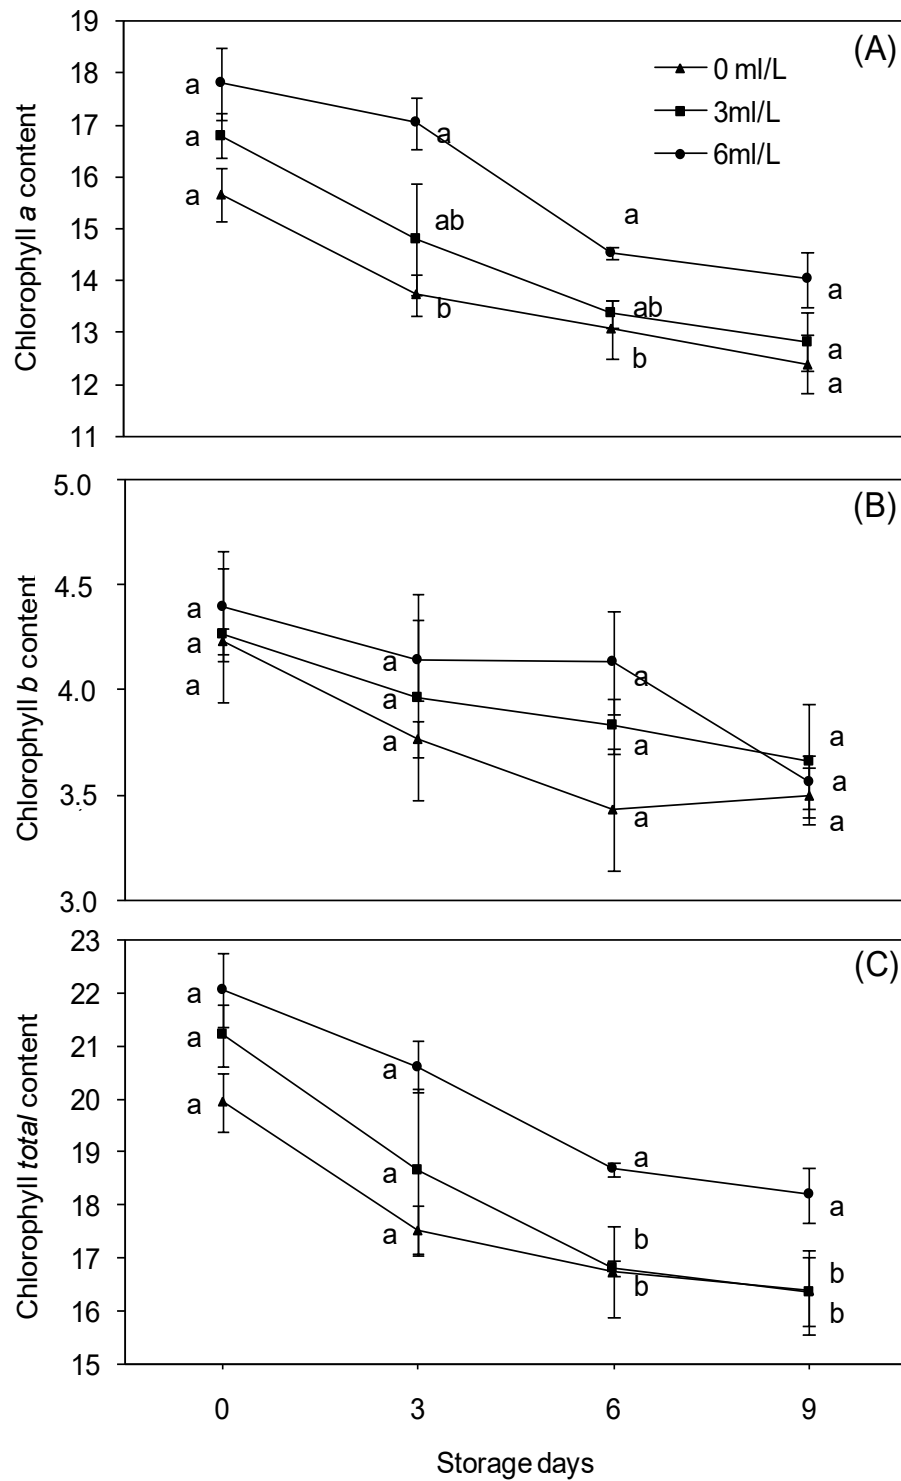 19
(A)
18
0 ml/L
a
17
3ml/L
a
a
16
6ml/L
a
15
ab
a
14
a
13
b
ab
a
12
b
a
11
Chlorophyll a content
5.0
(B)
4.5
a
a
a
4.0
a
a
a
a
a
a
3.5
a
a
a
3.0
Chlorophyll b content
23
(C)
22
a
21
a
20
a
a
19
a
a
18
a
a
17
b
b
b
16
b
15
Chlorophyll total content
0
3
6
9
Storage days